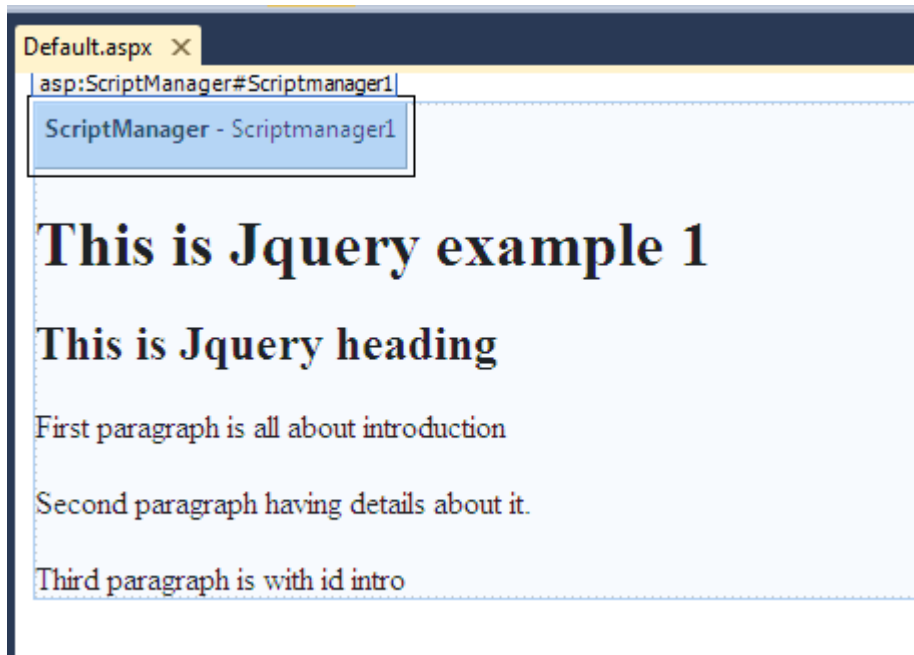 Default.aspx
asp:ScriptManager#Scriptmanager1
ScriptManager - Scriptmanager1
This is Jquery example 1
This is Jquery heading
First paragraph is all about introduction
Second paragraph having details about it.
Third paragraph is with id intro